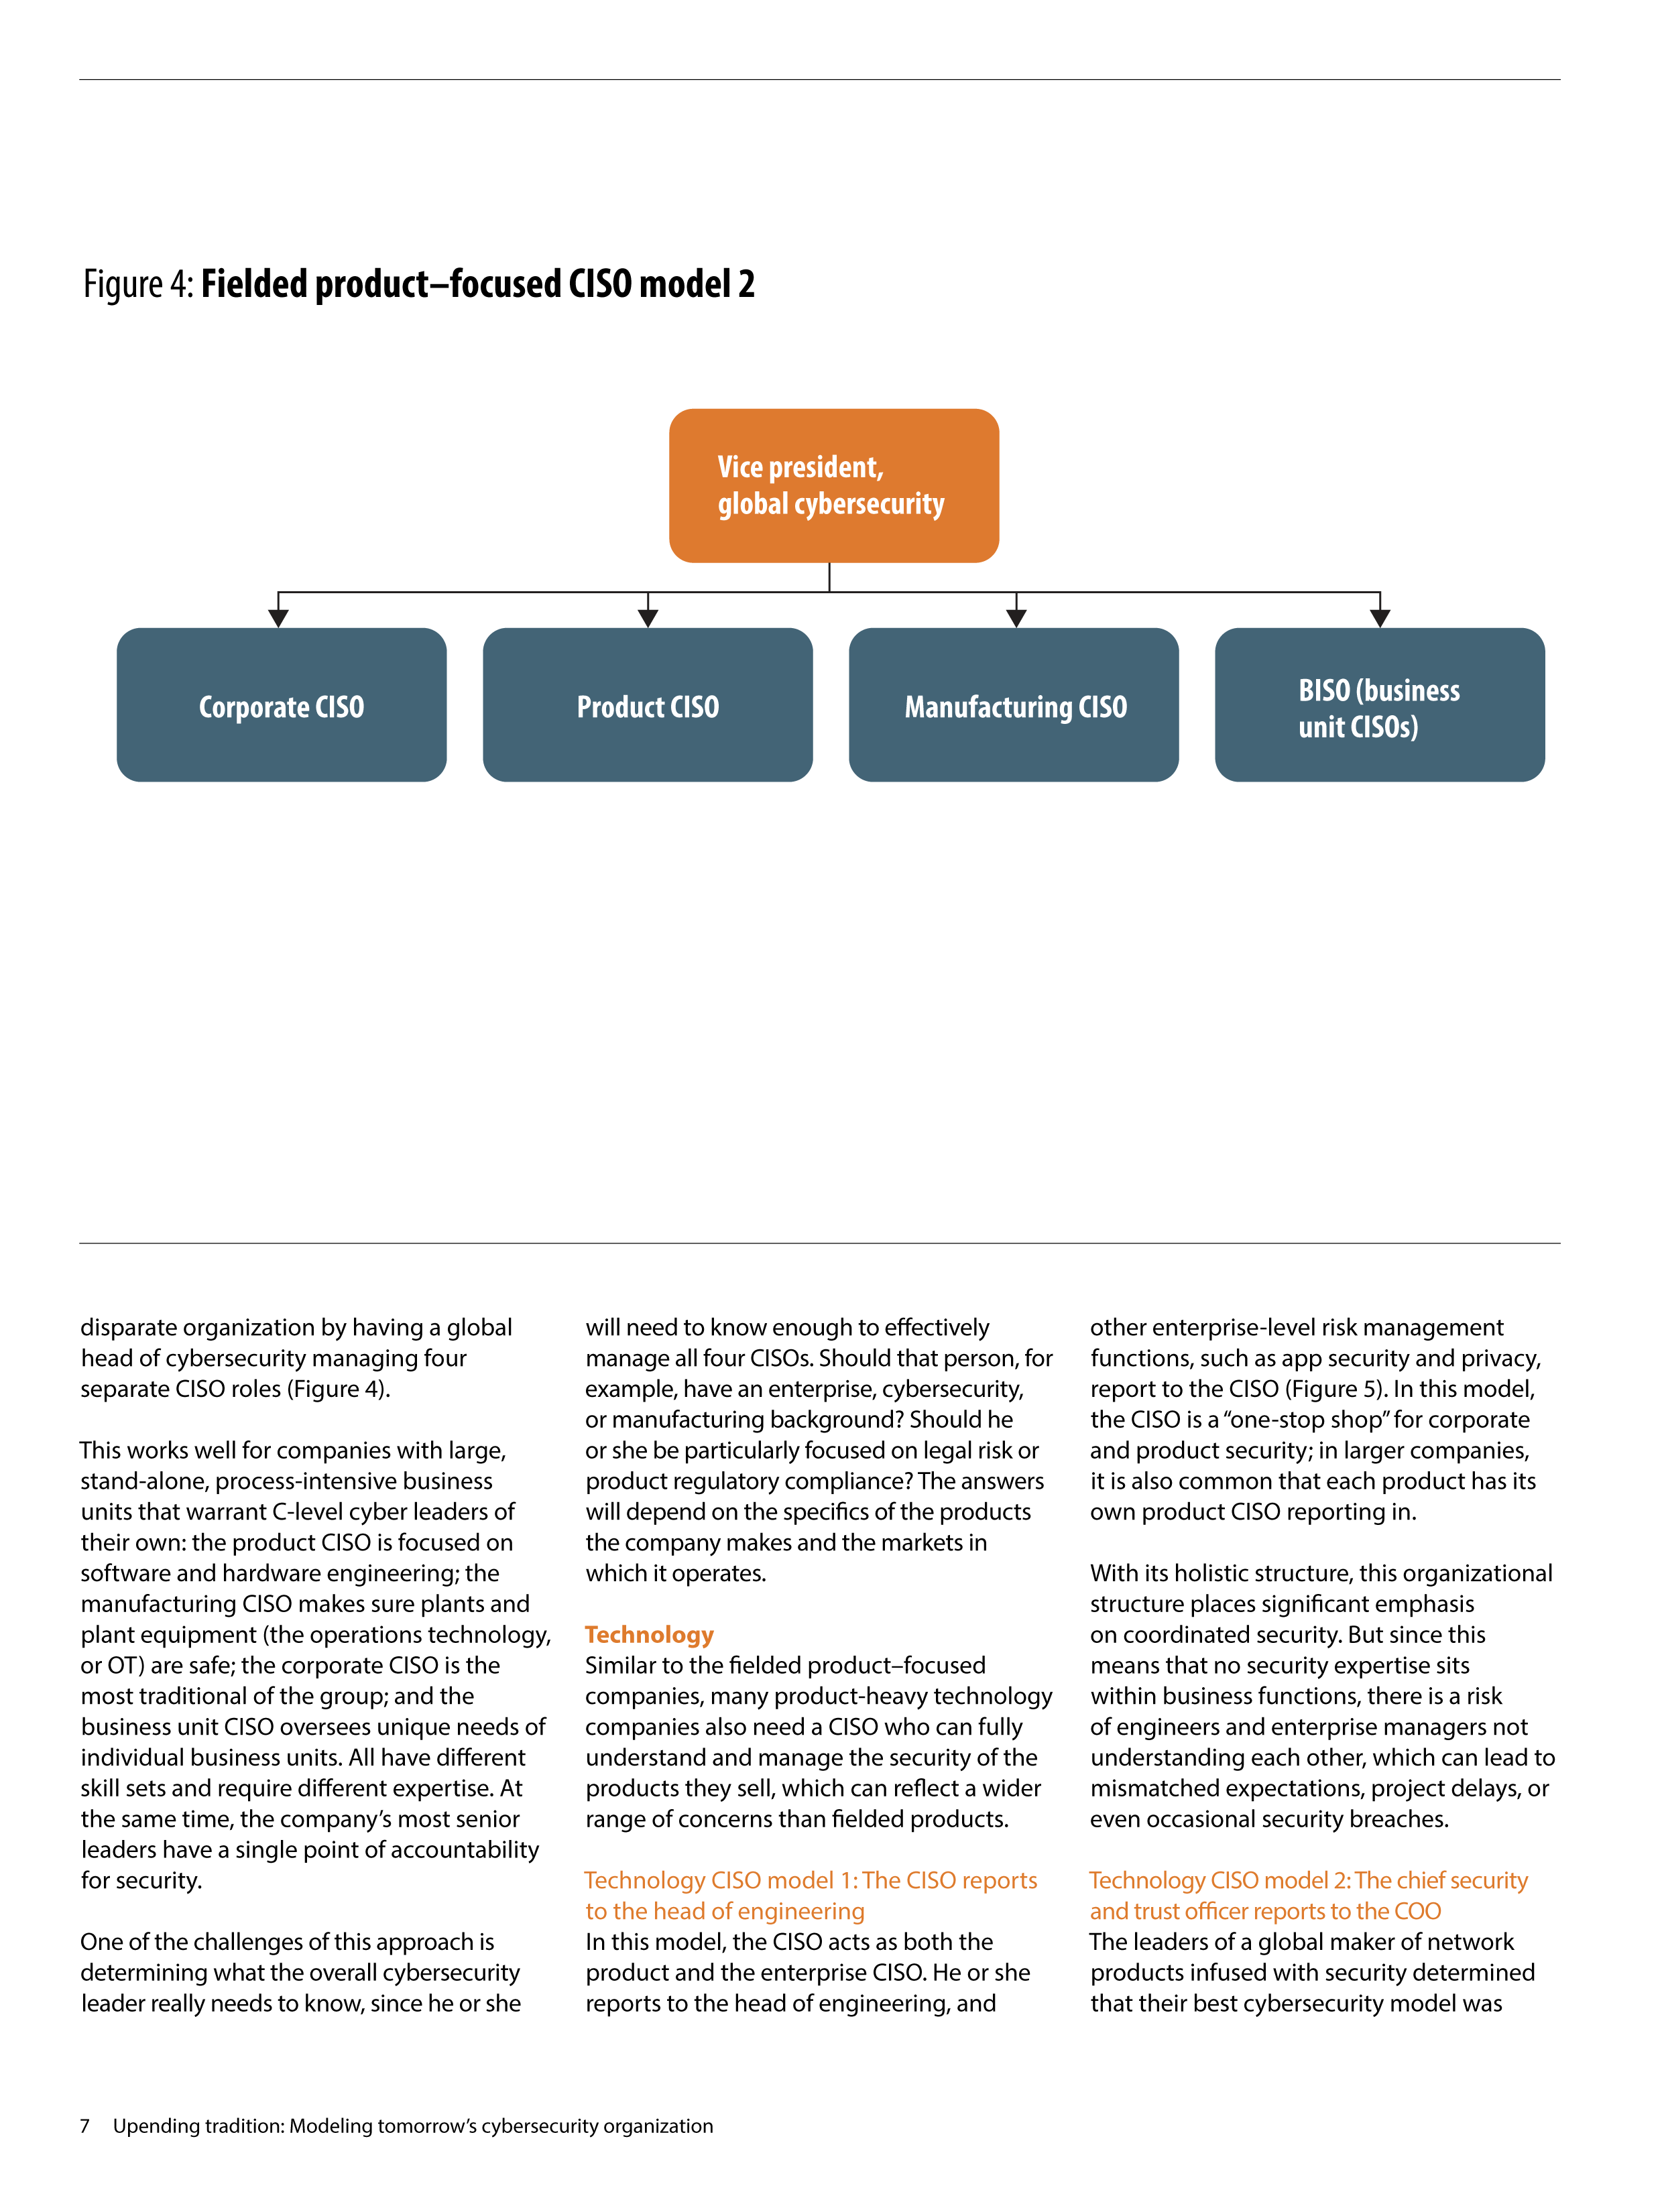 Figure 4: Fielded product–focused CISO model 2
Vice president,
global cybersecurity
Corporate CISO
Product CISO
Manufacturing CISO
BISO (business
unit CISOs)
disparate organization by having a global
head of cybersecurity managing four
separate CISO roles (Figure 4).
This works well for companies with large,
stand-alone, process-intensive business
units that warrant C-level cyber leaders of
their own: the product CISO is focused on
software and hardware engineering; the
manufacturing CISO makes sure plants and
plant equipment (the operations technology,
or OT) are safe; the corporate CISO is the
most traditional of the group; and the
business unit CISO oversees unique needs of
individual business units. All have different
skill sets and require different expertise. At
the same time, the company’s most senior
leaders have a single point of accountability
for security.
One of the challenges of this approach is
determining what the overall cybersecurity
leader really needs to know, since he or she
will need to know enough to effectively
manage all four CISOs. Should that person, for
example, have an enterprise, cybersecurity,
or manufacturing background? Should he
or she be particularly focused on legal risk or
product regulatory compliance? The answers
will depend on the specifics of the products
the company makes and the markets in
which it operates.
Technology
Similar to the fielded product–focused
companies, many product-heavy technology
companies also need a CISO who can fully
understand and manage the security of the
products they sell, which can reflect a wider
range of concerns than fielded products.
Technology CISO model 1: The CISO reports
to the head of engineering
In this model, the CISO acts as both the
product and the enterprise CISO. He or she
reports to the head of engineering, and
other enterprise-level risk management
functions, such as app security and privacy,
report to the CISO (Figure 5). In this model,
the CISO is a “one-stop shop” for corporate
and product security; in larger companies,
it is also common that each product has its
own product CISO reporting in.
With its holistic structure, this organizational
structure places significant emphasis
on coordinated security. But since this
means that no security expertise sits
within business functions, there is a risk
of engineers and enterprise managers not
understanding each other, which can lead to
mismatched expectations, project delays, or
even occasional security breaches.
Technology CISO model 2: The chief security
and trust officer reports to the COO
The leaders of a global maker of network
products infused with security determined
that their best cybersecurity model was
7 Upending tradition: Modeling tomorrow’s cybersecurity organization